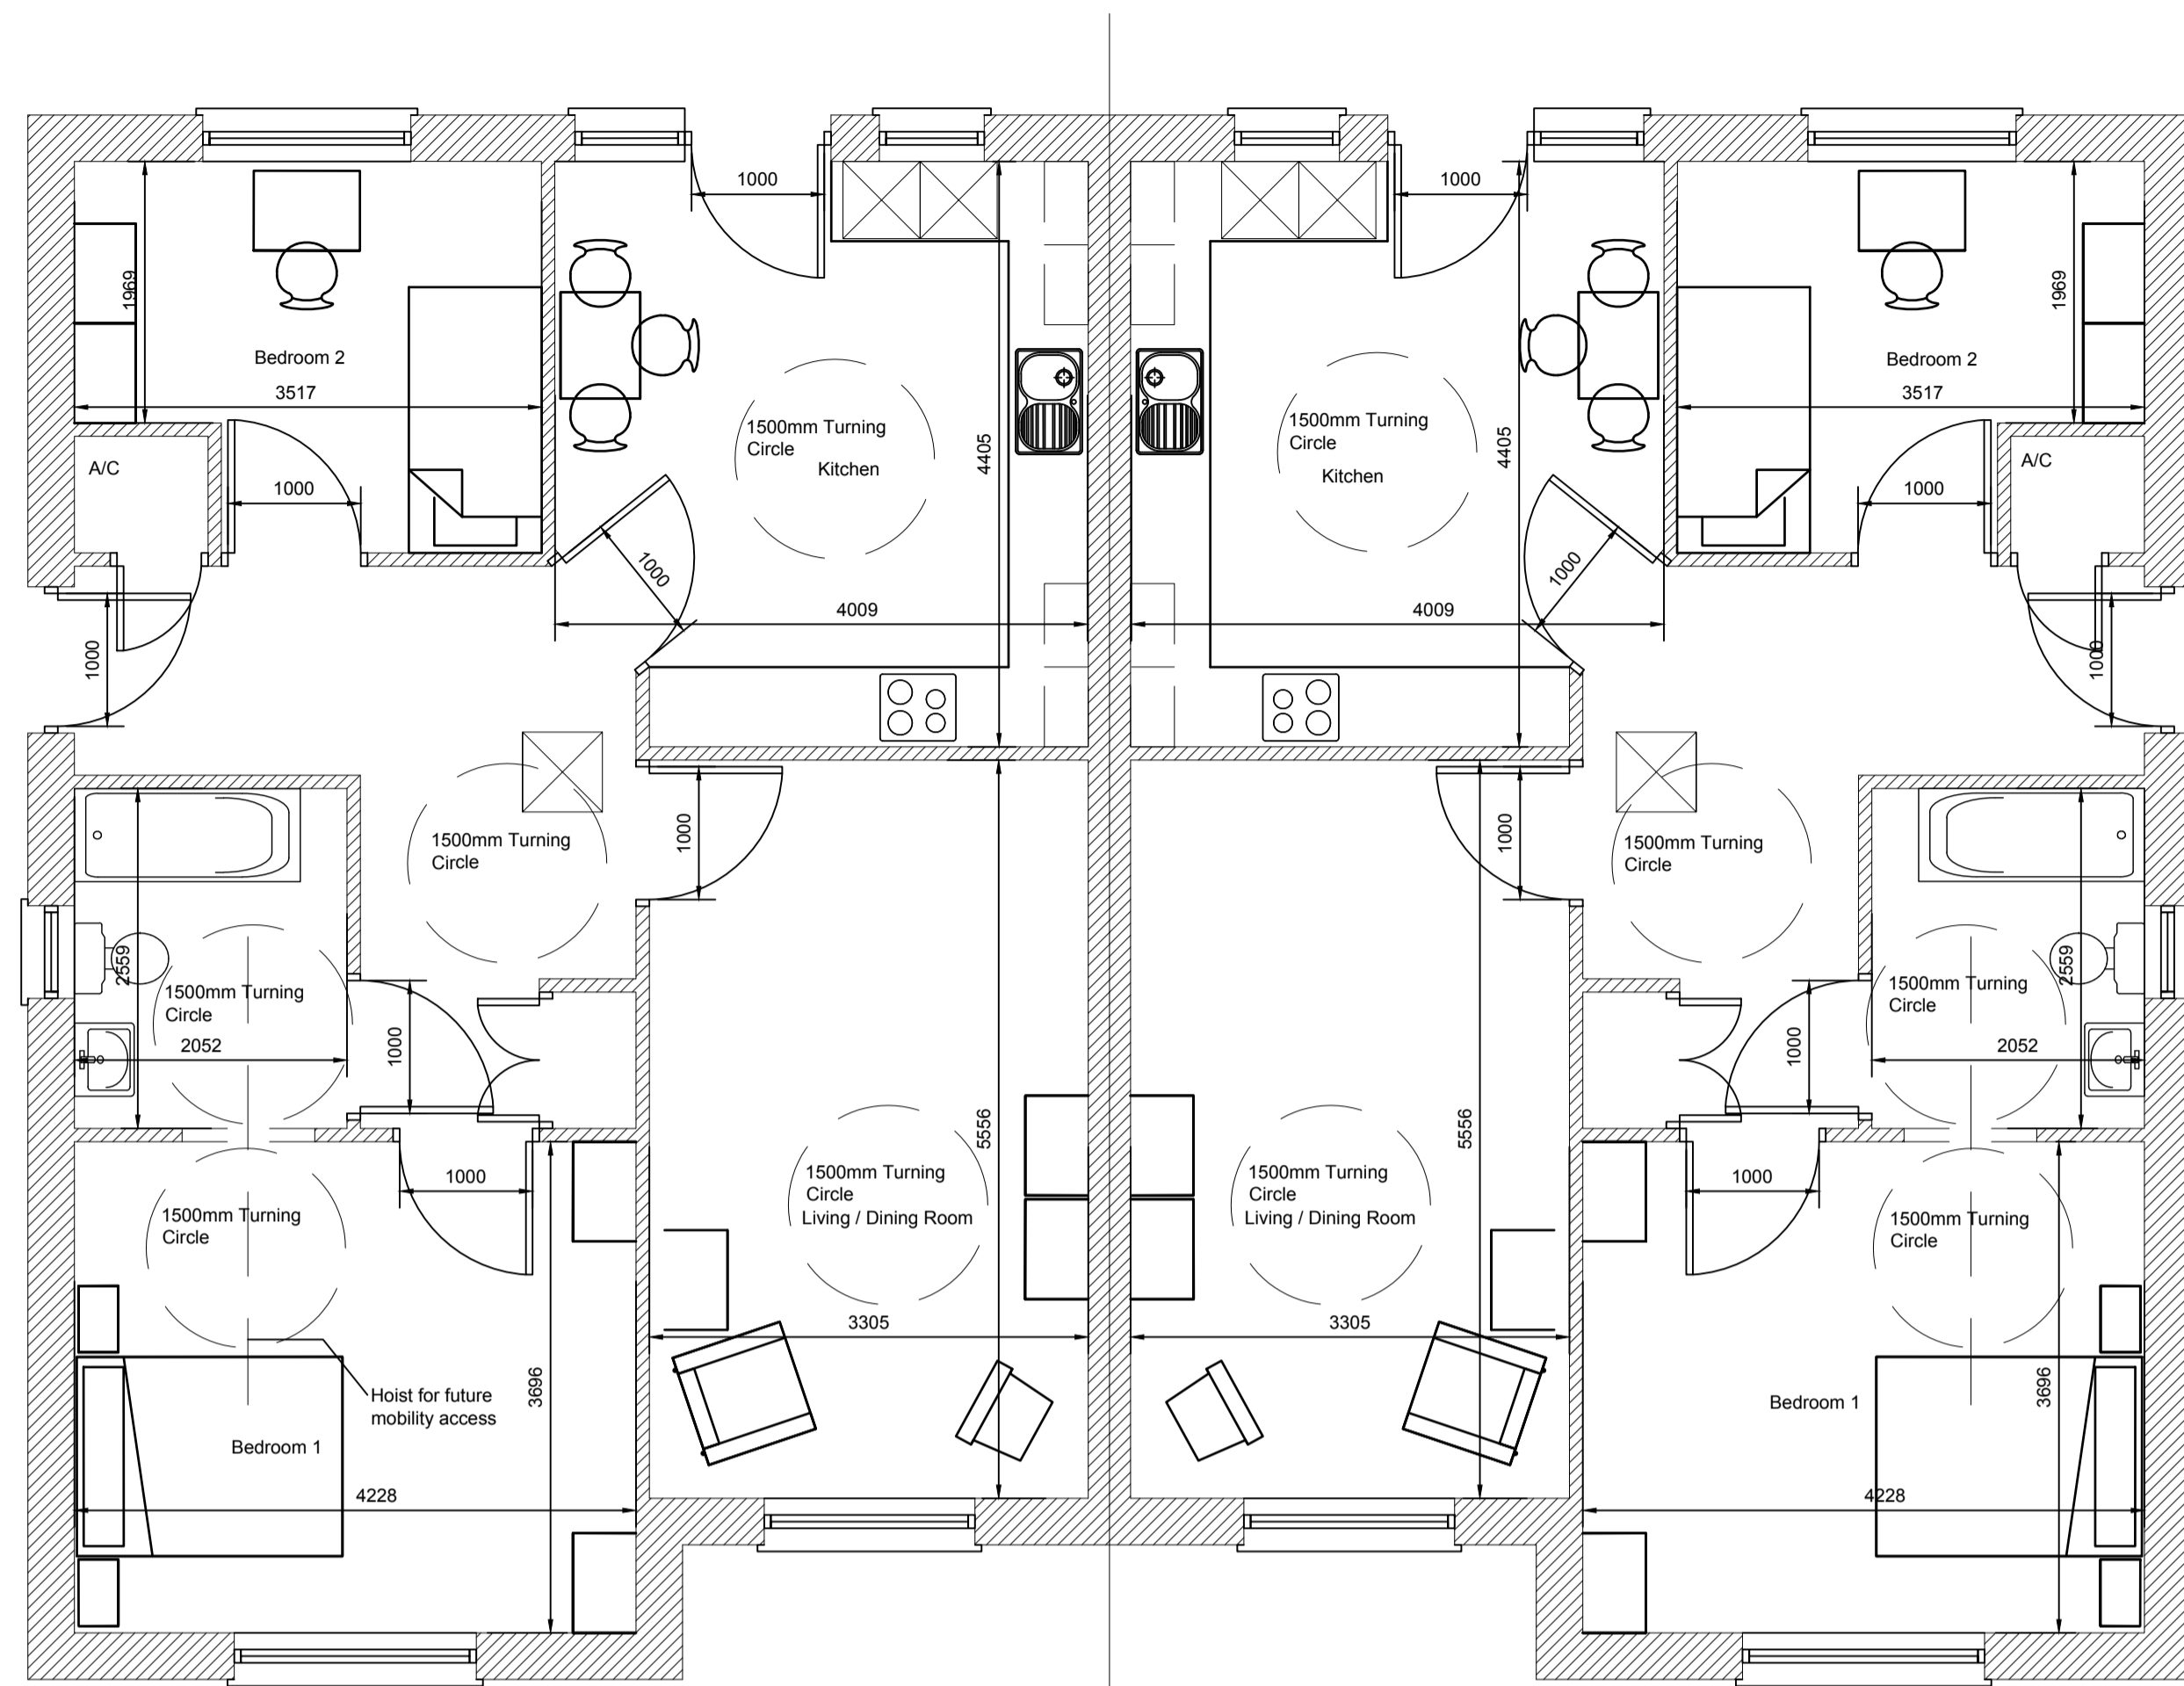 1000
1000
1969
Bedroom 2
3517
1500mm Turning
Circle
Kitchen
4405
1500mm Turning
Circle
Kitchen
4405
1969
Bedroom 2
3517
A/C
1000
1000
4009
1000
4009
1000
A/C
1000
1000
1000
1500mm Turning
Circle
1000
1000
1500mm Turning
Circle
2559
1500mm Turning
Circle
2052
1000
1000
1500mm Turning
Circle
2559
2052
1000
1500mm Turning
Circle
5556
1500mm Turning
Circle
Living / Dining Room
3305
5556
1500mm Turning
Circle
Living / Dining Room
3305
1000
1500mm Turning
Circle
Hoist for future
mobility access
3696
Bedroom 1
4228
Bedroom 1
3696
4228